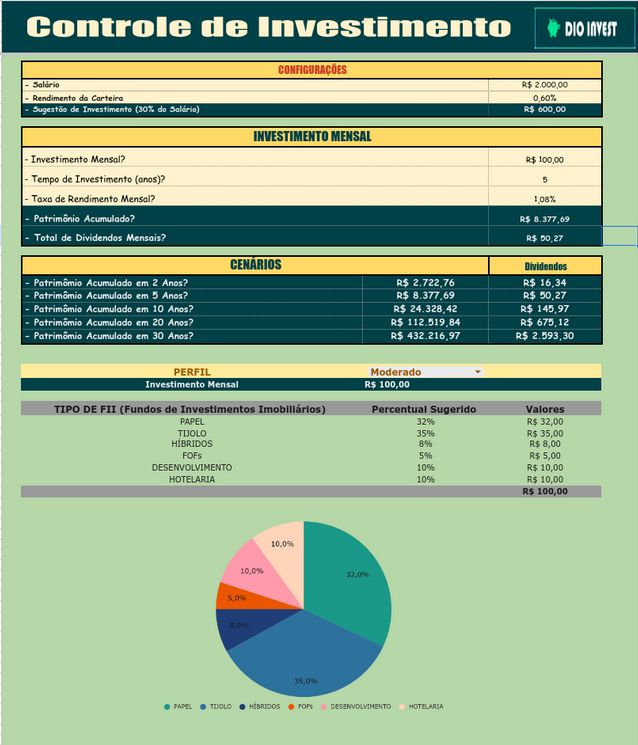 Controle de Investimento
DIO INVEST
CONFIGURAÇÕES
- Salário R$ 2.000,00
- Rendimento da Carteira 0,60%
- Sugestão de Investimento (30% do Salário) R$ 600,00
INVESTIMENTO MENSAL
- Investimento Mensal? R$ 100,00
- Tempo de Investimento (anos)? 5
- Taxa de Rendimento Mensal? 1,08%
- Patrimônio Acumulado? R$ 8.377,69
- Total de Dividendos Mensais? R$ 50,27
CENÁRIOS Dividendos
- Patrimônio Acumulado em 2 Anos? R$ 2.722,76 R$ 16,34
- Patrimônio Acumulado em 5 Anos? R$ 8.377,69 R$ 50,27
- Patrimônio Acumulado em 10 Anos? R$ 24.328,42 R$ 145,97
- Patrimônio Acumulado em 20 Anos? R$ 112.519,84 R$ 675,12
- Patrimônio Acumulado em 30 Anos? R$ 432.216,97 R$ 2.593,30
PERFIL Moderado
Investimento Mensal R$ 100,00
TIPO DE FII (Fundos de Investimentos Imobiliários) Percentual Sugerido Valores
PAPEL 32% R$ 32,00
TIJOLO 35% R$ 35,00
HÍBRIDOS 8% R$ 8,00
FOFs 5% R$ 5,00
DESENVOLVIMENTO 10% R$ 10,00
HOTELARIA 10% R$ 10,00
R$ 100,00
10,0%
32,0%
10,0%
5,0%
8,0%
35,0%
PAPEL TIJOLO HÍBRIDOS FOFs DESENVOLVIMENTO HOTELARIA